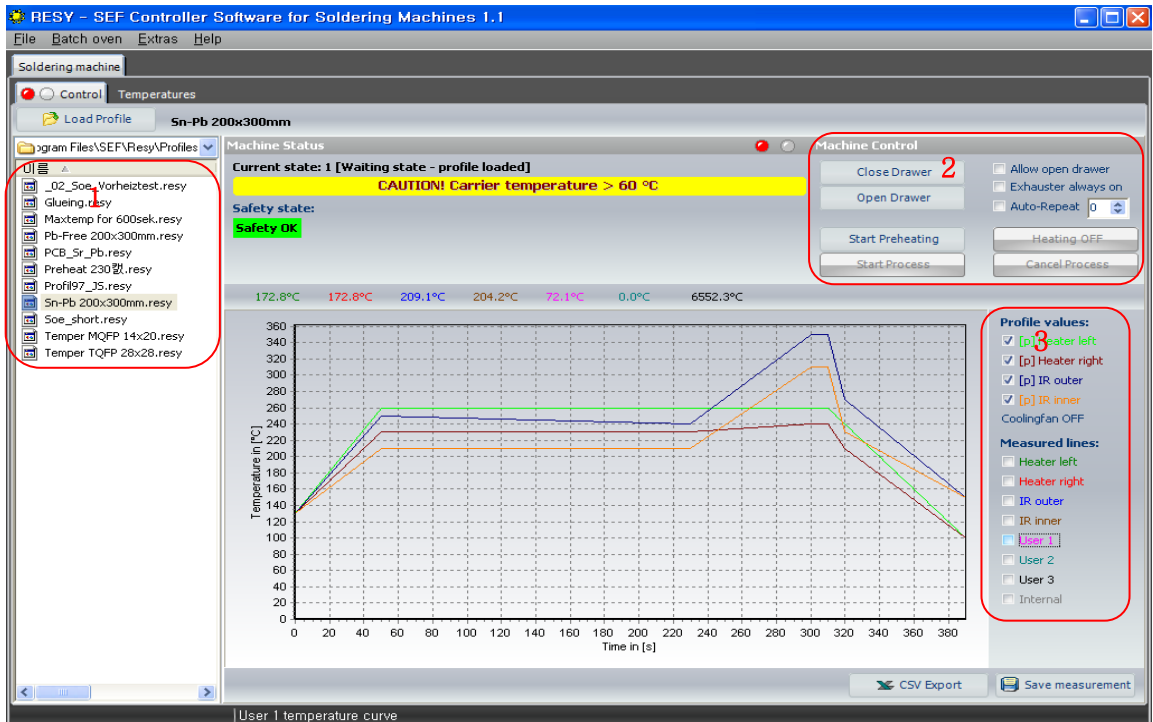 RESY - SEF Controller Software for Soldering Machines 1.1
File Batch oven Extras Help
Soldering machine
Control Temperatures
Load Profile Sn-Pb 200x300mm
ogram Files\SEF\Resy\Profiles
이름
_02_Soe_Vorheiztest.resy
1
Glueing.resy
Maxtemp for 600sek.resy
Pb-Free 200x300mm.resy
PCB_Sr_Pb.resy
Preheat 230캜.resy
Profil97_JS.resy
Sn-Pb 200x300mm.resy
Soe_short.resy
Temper MQFP 14x20.resy
Temper TQFP 28x28.resy
Machine Status
Current state: 1 [Waiting state - profile loaded]
CAUTION! Carrier temperature > 60 °C
Safety state:
Safety OK
Machine Control
2
Close Drawer
Open Drawer
Start Preheating
Start Process
Allow open drawer
Exhauster always on
Auto-Repeat 0
Heating OFF
Cancel Process
172.8°C 172.8°C 209.1°C 204.2°C 72.1°C 0.0°C 6552.3°C
360
340
320
300
280
260
240
220
200
180
160
140
120
100
80
60
40
20
0
Temperature in [°C]
0 20 40 60 80 100 120 140 160 180 200 220 240 260 280 300 320 340 360 380
Time in [s]
Profile values:
3
[p] Heater left
[p] Heater right
[p] IR outer
[p] IR inner
Coolingfan OFF
Measured lines:
Heater left
Heater right
IR outer
IR inner
User 1
User 2
User 3
Internal
CSV Export Save measurement
User 1 temperature curve